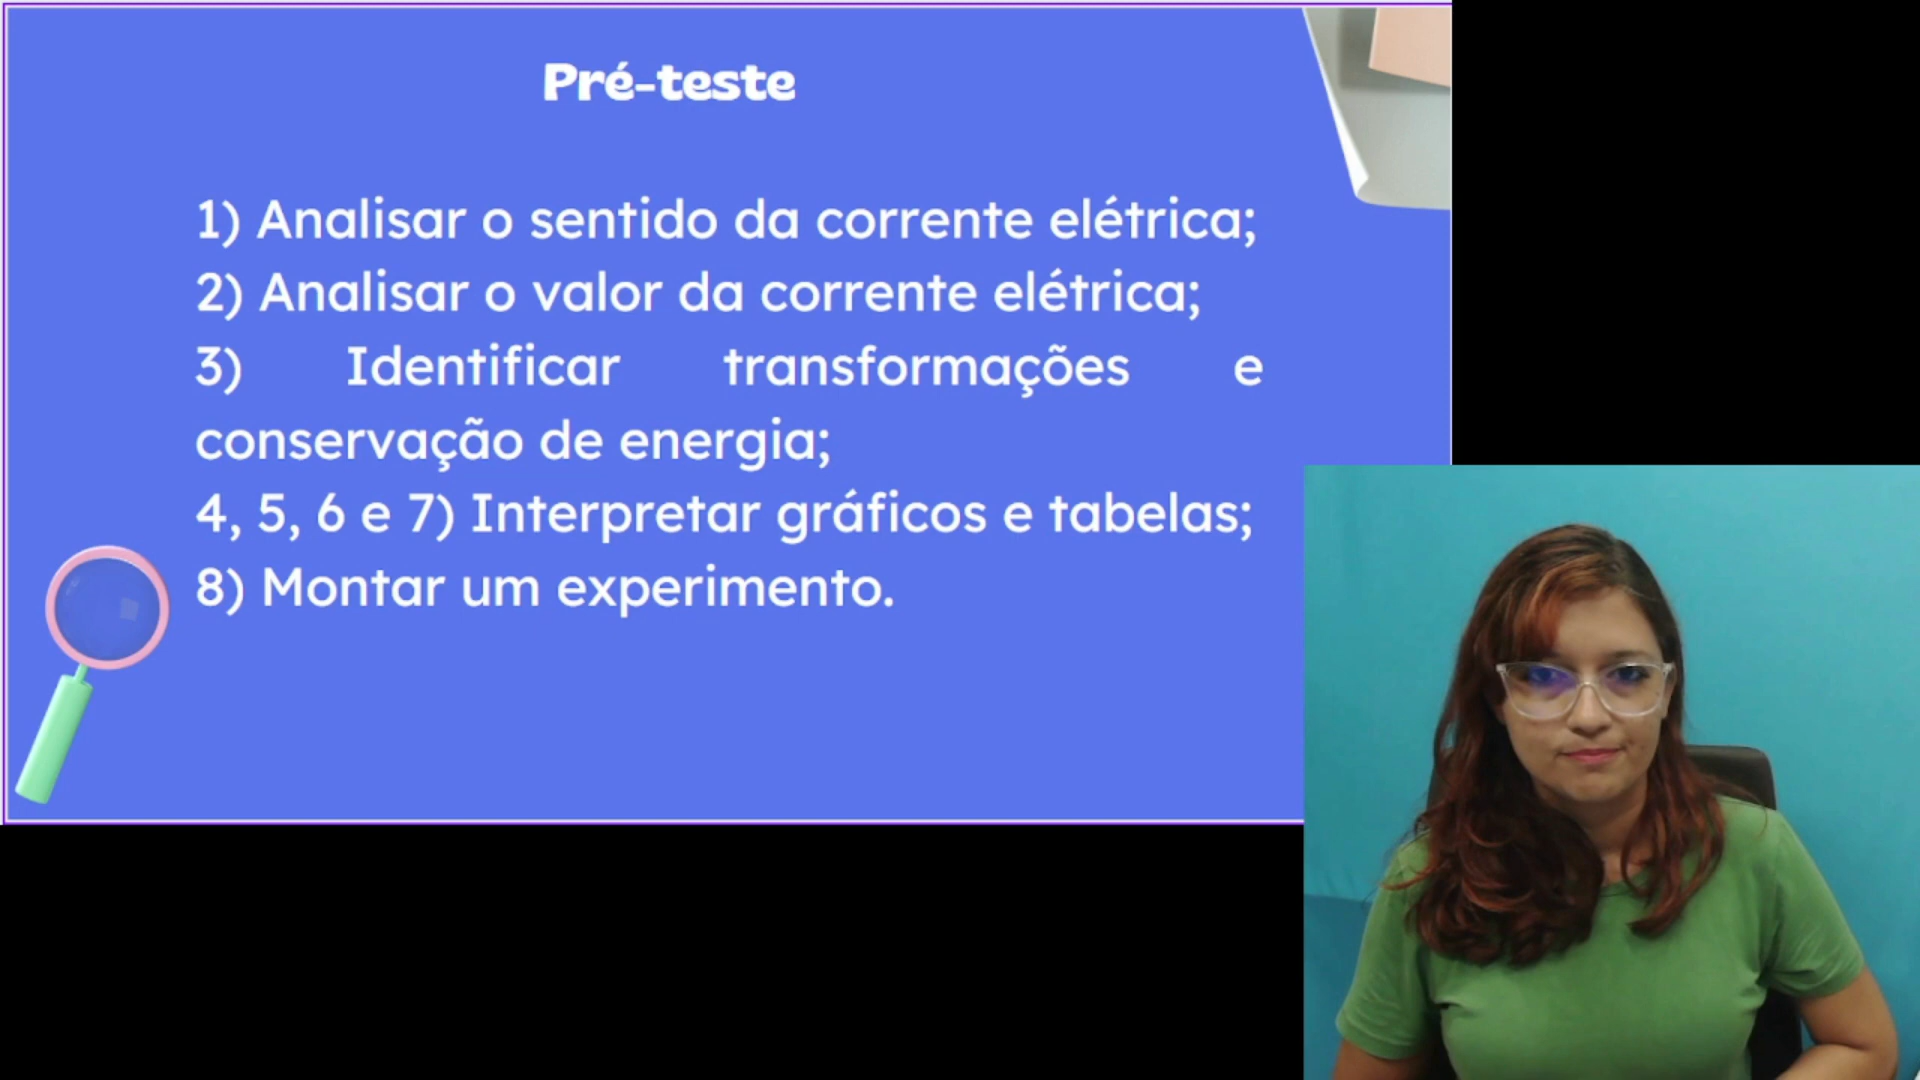 Pré-teste
1) Analisar o sentido da corrente elétrica;
2) Analisar o valor da corrente elétrica;
3) Identificar transformações e
conservação de energia;
4, 5, 6 e 7) Interpretar gráficos e tabelas;
8) Montar um experimento.